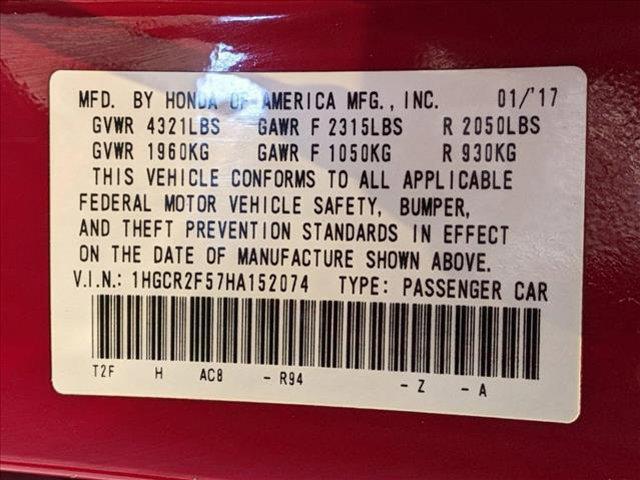 MFD. BY HONDA OF AMERICA MFG., INC. 01/'17
GVWR 4321LBS GAWR F 2315LBS R 2050LBS
GVWR 1960KG GAWR F 1050KG R 930KG
THIS VEHICLE CONFORMS TO ALL APPLICABLE
FEDERAL MOTOR VEHICLE SAFETY, BUMPER,
AND THEFT PREVENTION STANDARDS IN EFFECT
ON THE DATE OF MANUFACTURE SHOWN ABOVE.
V.I.N.: 1HGCR2F57HA152074 TYPE: PASSENGER CAR
T2F H AC8 - R94 - Z - A